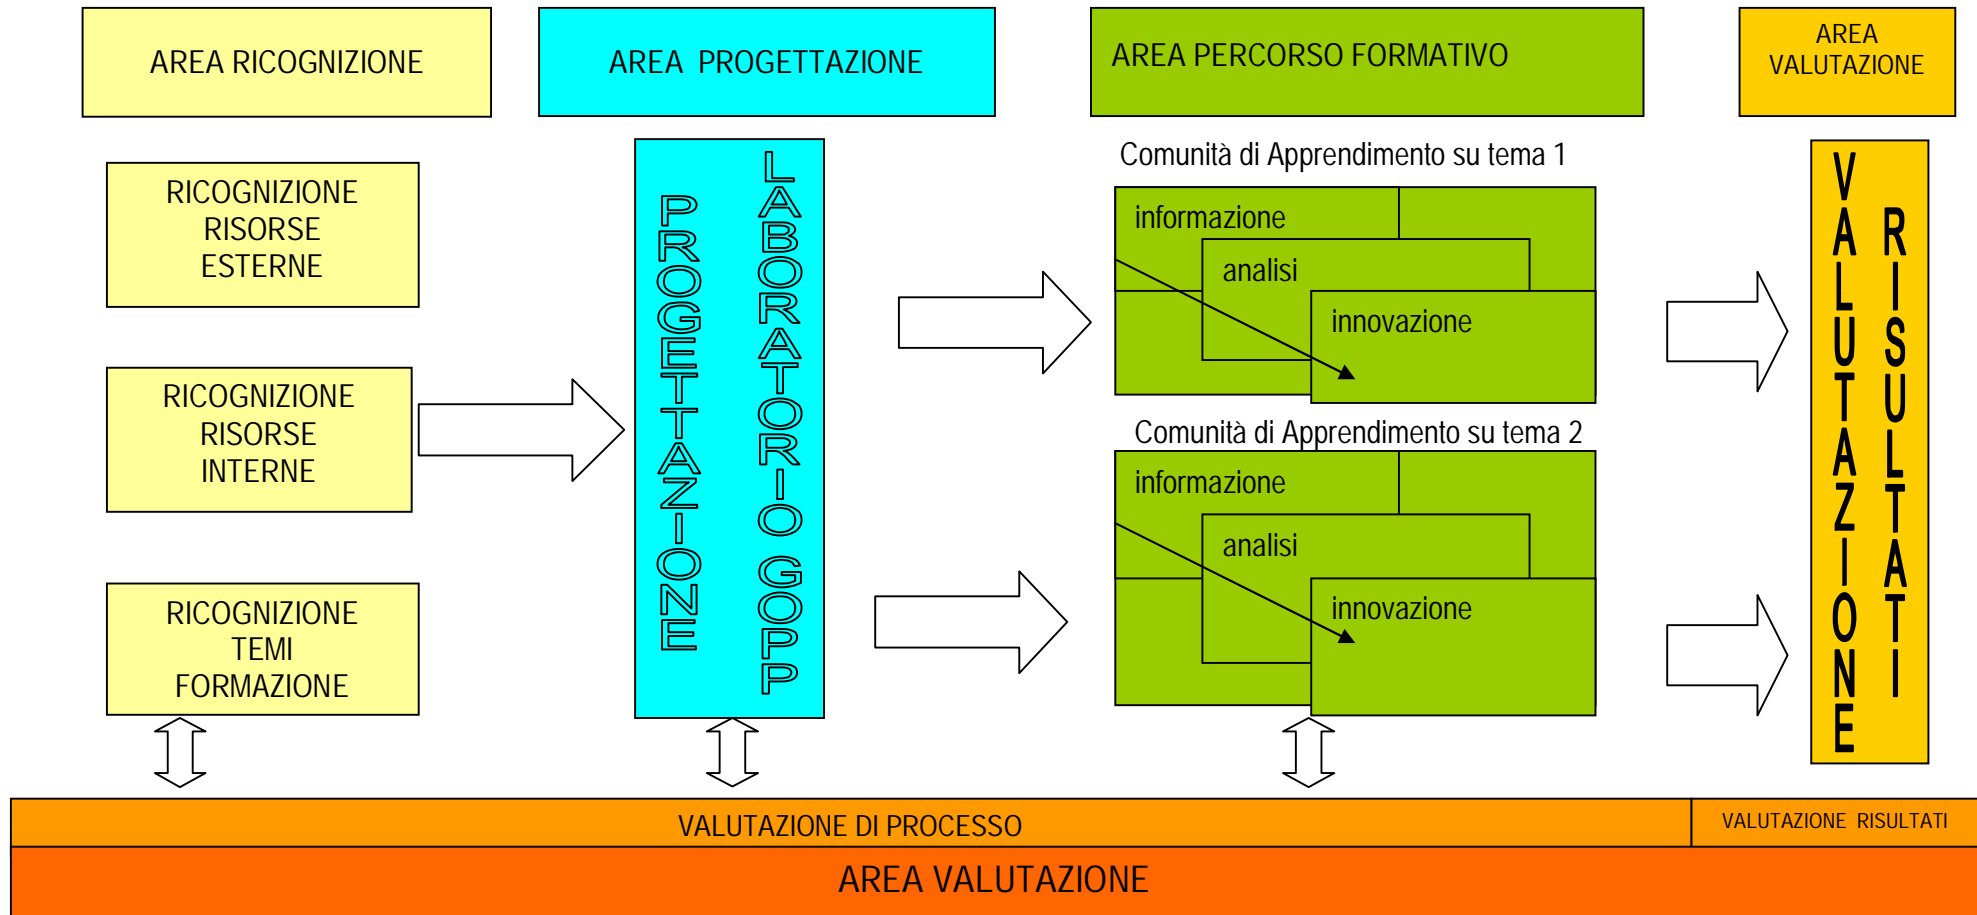 AREA RICOGNIZIONE
AREA PROGETTAZIONE
AREA PERCORSO FORMATIVO
AREA
VALUTAZIONE
RICOGNIZIONE
RISORSE
ESTERNE
RICOGNIZIONE
RISORSE
INTERNE
RICOGNIZIONE
TEMI
FORMAZIONE
PROGETTAZIONE
LABORATORIO GOPP
Comunità di Apprendimento su tema 1
informazione
analisi
innovazione
Comunità di Apprendimento su tema 2
informazione
analisi
innovazione
VALUTAZIONE
RISULTATI
VALUTAZIONE DI PROCESSO
VALUTAZIONE RISULTATI
AREA VALUTAZIONE